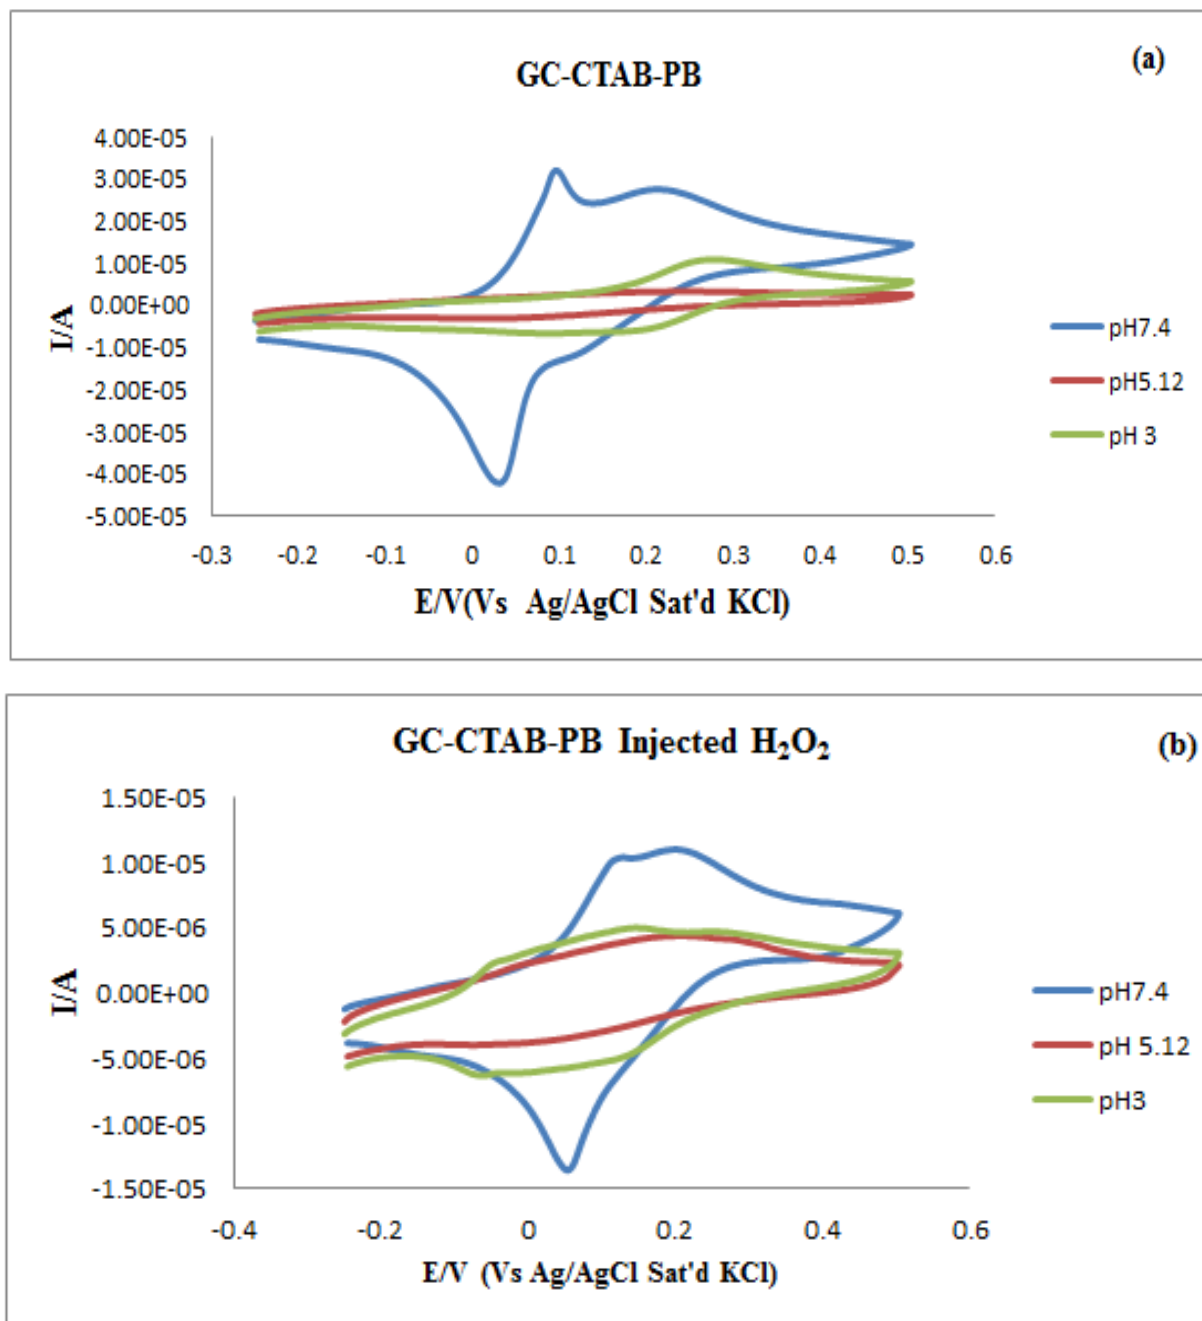 (a)
GC-CTAB-PB
4.00E-05
3.00E-05
2.00E-05
1.00E-05
0.00E+00
-1.00E-05
-2.00E-05
-3.00E-05
-4.00E-05
-5.00E-05
I/A
-0.3 -0.2 -0.1 0 0.1 0.2 0.3 0.4 0.5 0.6
E/V(Vs Ag/AgCl Sat'd KCl)
pH7.4
pH5.12
pH 3
GC-CTAB-PB Injected H₂O₂
(b)
1.50E-05
1.00E-05
5.00E-06
0.00E+00
-5.00E-06
-1.00E-05
-1.50E-05
I/A
-0.4 -0.2 0 0.2 0.4 0.6
E/V (Vs Ag/AgCl Sat'd KCl)
pH7.4
pH 5.12
pH3